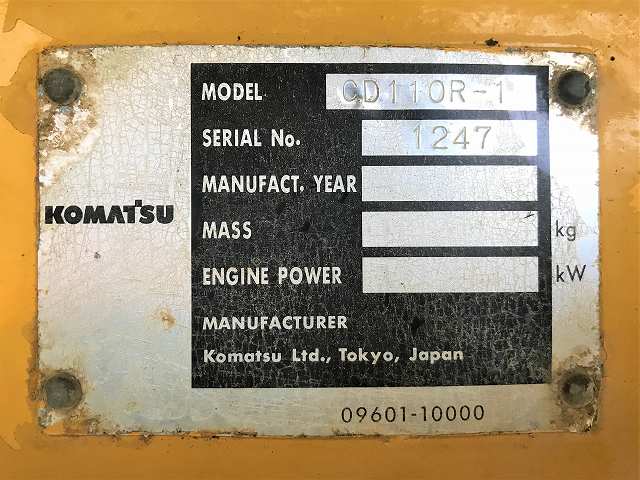 MODEL CD110R-1
SERIAL No. 1247
MANUFACT. YEAR
KOMATSU
MASS kg
ENGINE POWER kW
MANUFACTURER
Komatsu Ltd., Tokyo, Japan
09601-10000